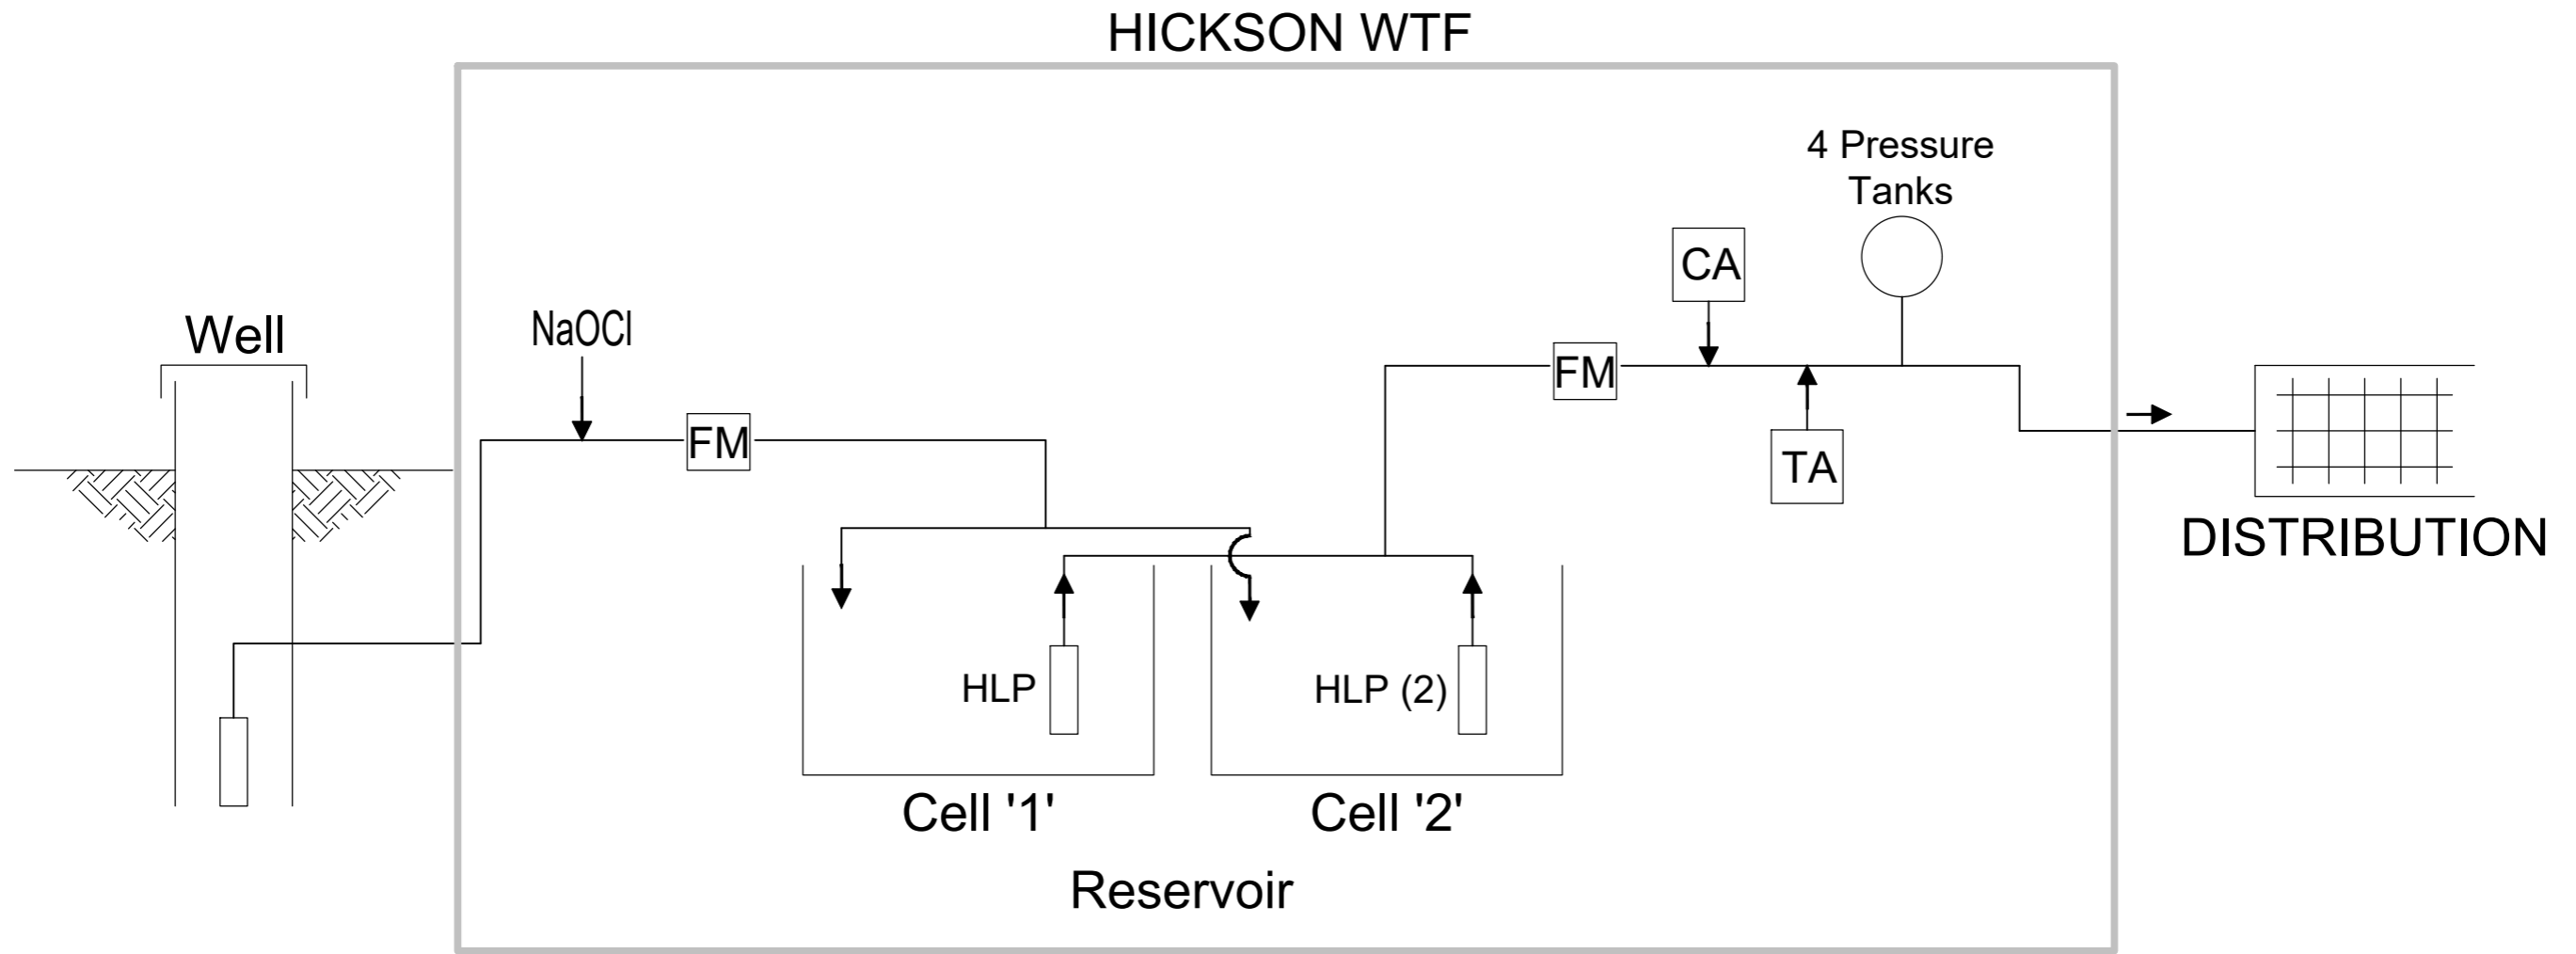 HICKSON WTF
4 Pressure
Tanks
CA
Well
NaOCl
FM
FM
TA
DISTRIBUTION
HLP
HLP (2)
Cell '1'
Cell '2'
Reservoir